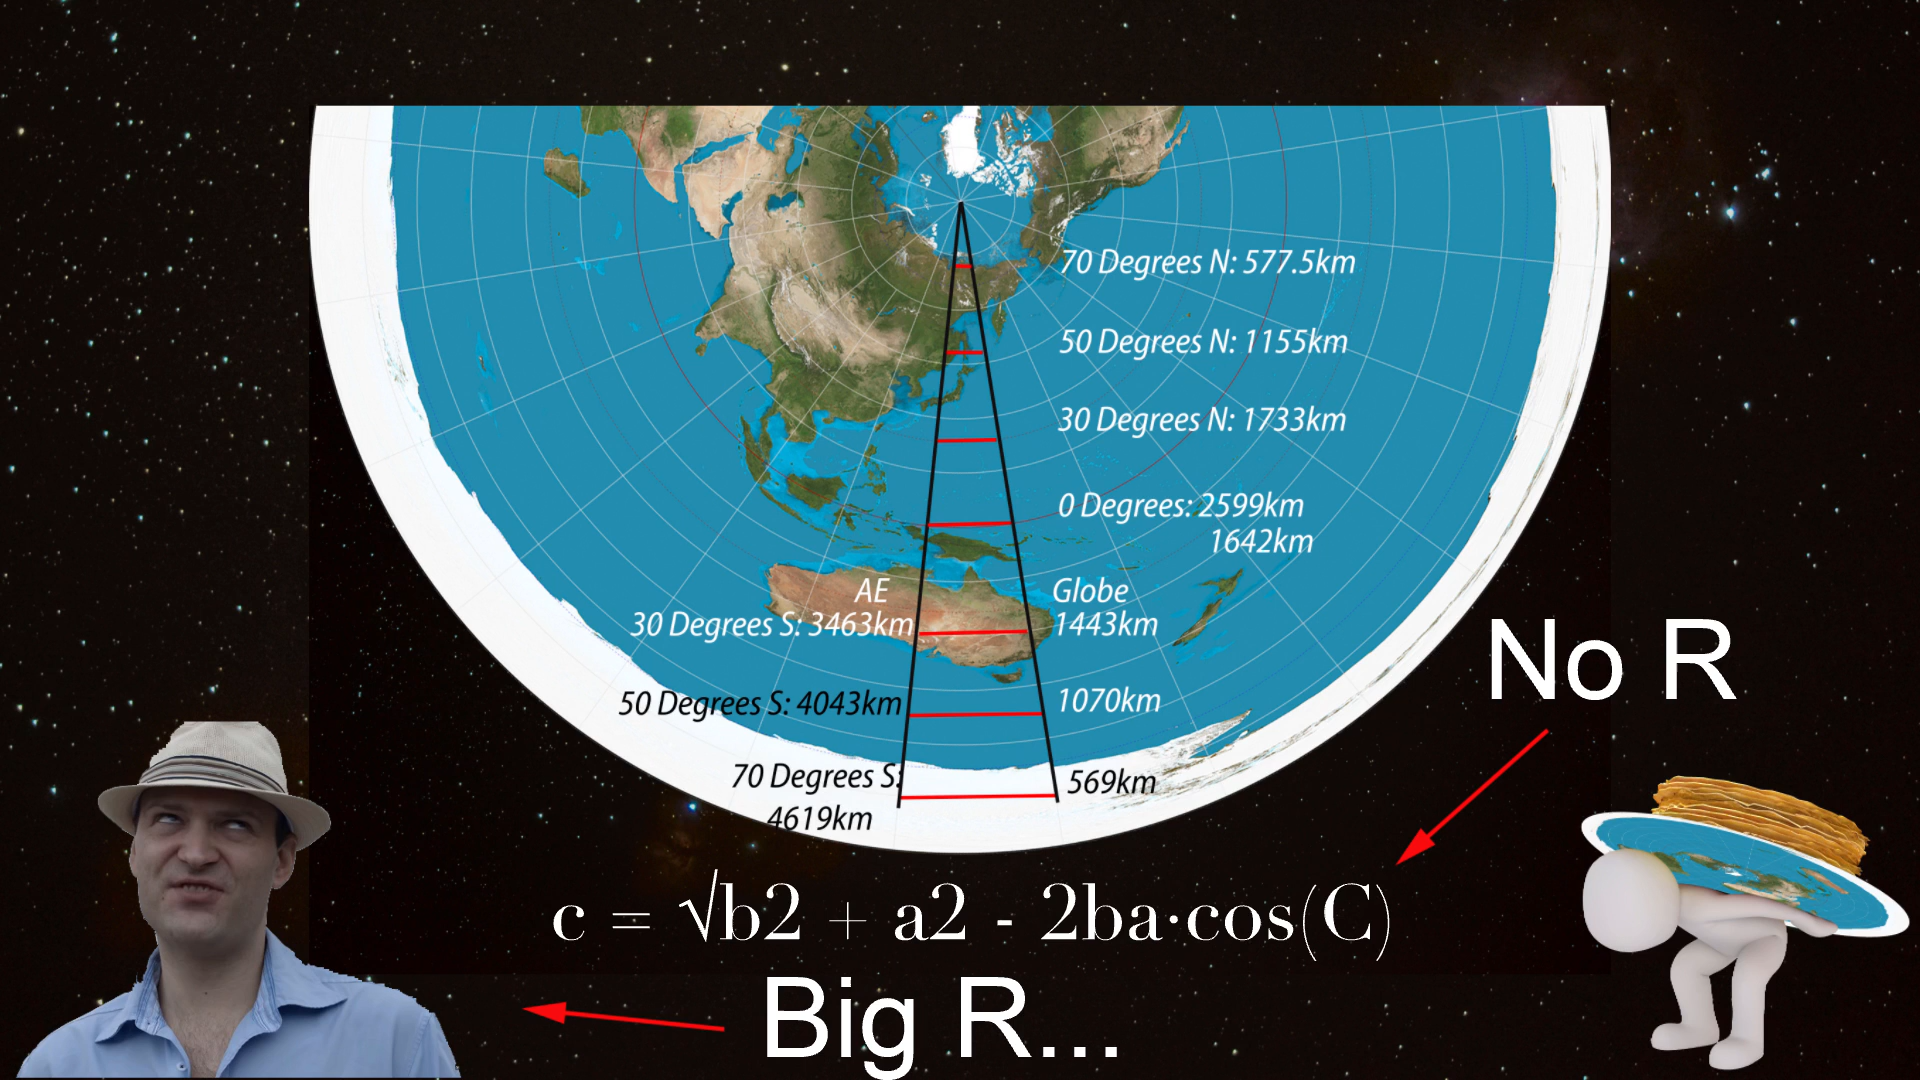 70 Degrees N: 577.5km
50 Degrees N: 1155km
30 Degrees N: 1733km
0 Degrees: 2599km
1642km
AE Globe
30 Degrees S: 3463km 1443km
50 Degrees S: 4043km 1070km
70 Degrees S: 569km
4619km
No R
c = √b2 + a2 - 2ba·cos(C)
Big R...